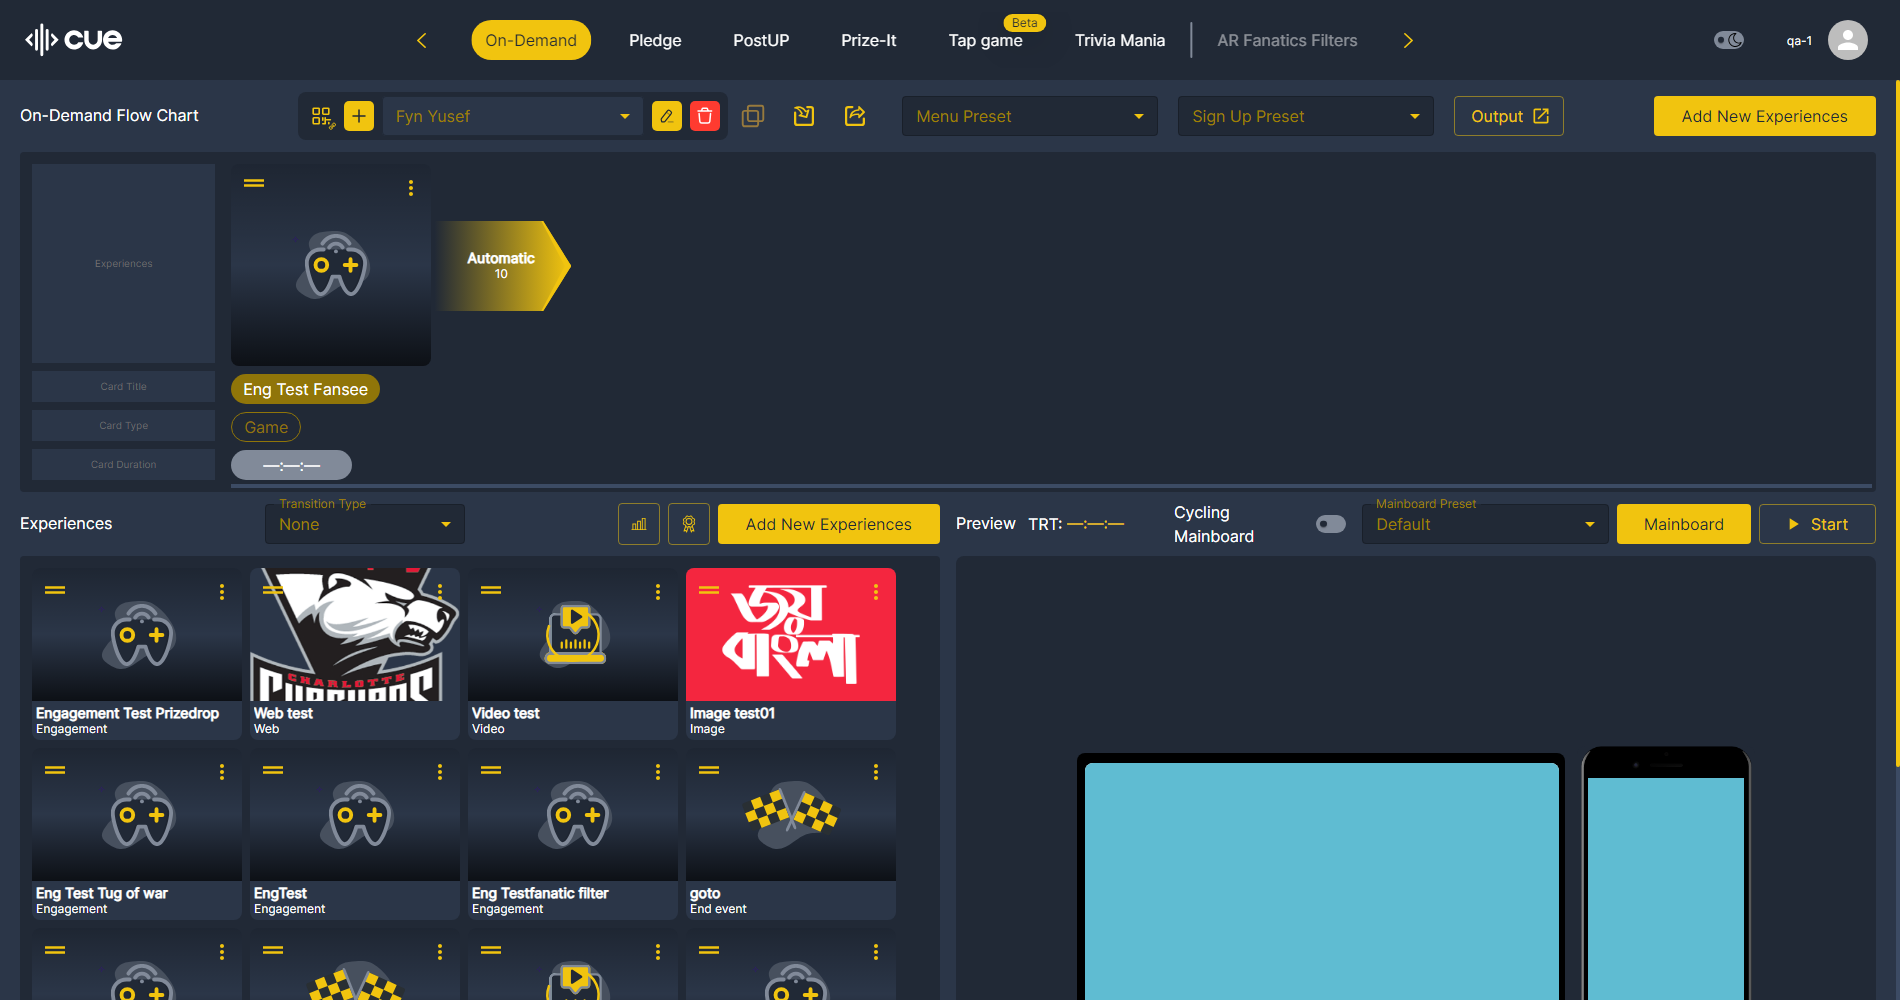 cue
On-Demand
Pledge
PostUP
Prize-It
Tap game
Beta
Trivia Mania
AR Fanatics Filters
qa-1
On-Demand Flow Chart
Fyn Yusef
Menu Preset
Sign Up Preset
Output
Add New Experiences
Experiences
Automatic
10
Card Title
Eng Test Fansee
Card Type
Game
Card Duration
—:—:—
Experiences
Transition Type
None
Add New Experiences
Preview
TRT: —:—:—
Cycling
Mainboard
Mainboard Preset
Default
Mainboard
Start
CHARLOTTE
জয়
বাংলা
Engagement Test Prizedrop
Engagement
Web test
Web
Video test
Video
Image test01
Image
Eng Test Tug of war
Engagement
EngTest
Engagement
Eng Testfanatic filter
Engagement
goto
End event